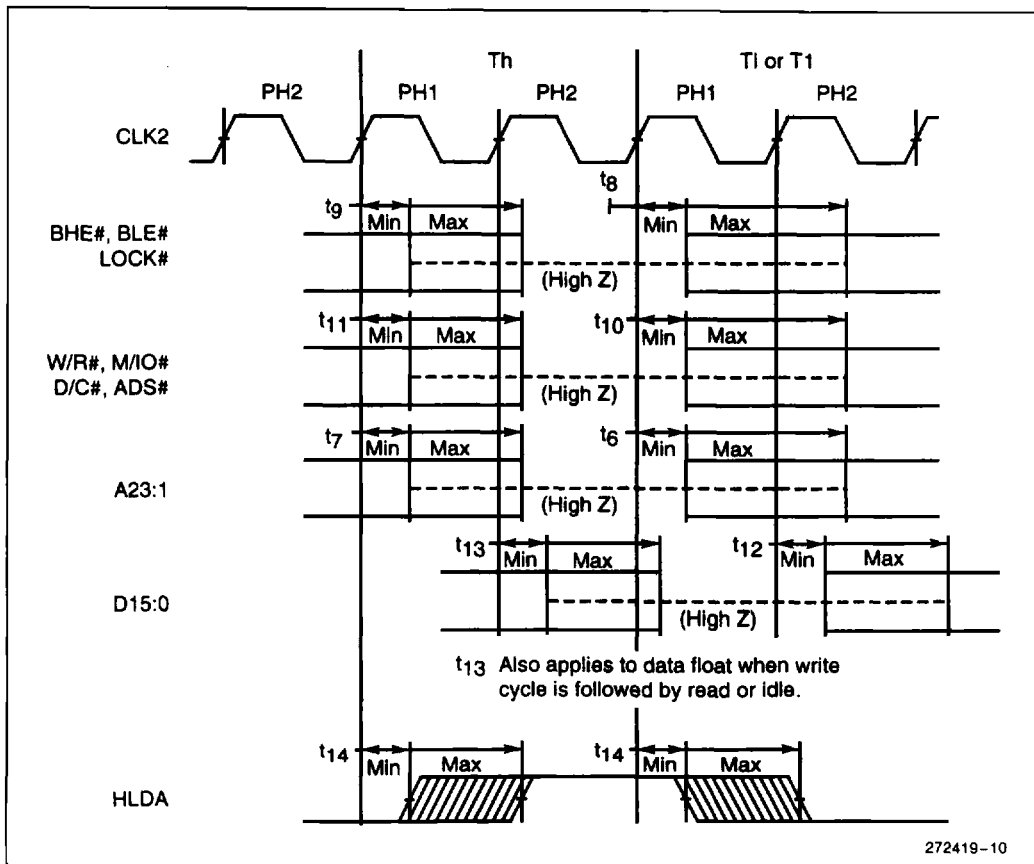 Th
TI or T1
PH2 PH1 PH2 PH1 PH2
CLK2
t8
t9 Min Max Min Max
BHE#, BLE#
LOCK#
(High Z)
t11 Min Max t10 Min Max
W/R#, M/IO#
D/C#, ADS#
(High Z)
t7 Min Max t6 Min Max
A23:1
(High Z)
t13 Min Max t12 Min Max
D15:0
(High Z)
t13 Also applies to data float when write
cycle is followed by read or idle.
t14 Min Max t14 Min Max
HLDA
272419-10